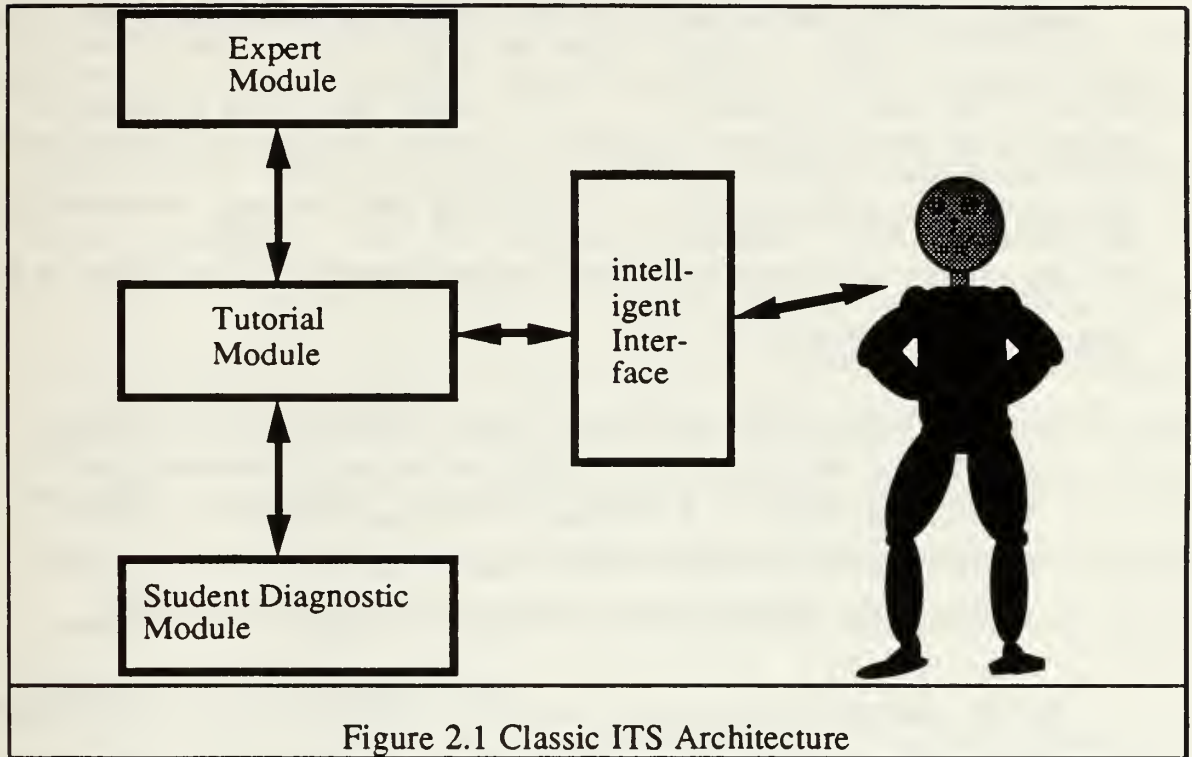 Expert
Module
Tutorial
Module
intell-
igent
Inter-
face
Student Diagnostic
Module
Figure 2.1 Classic ITS Architecture